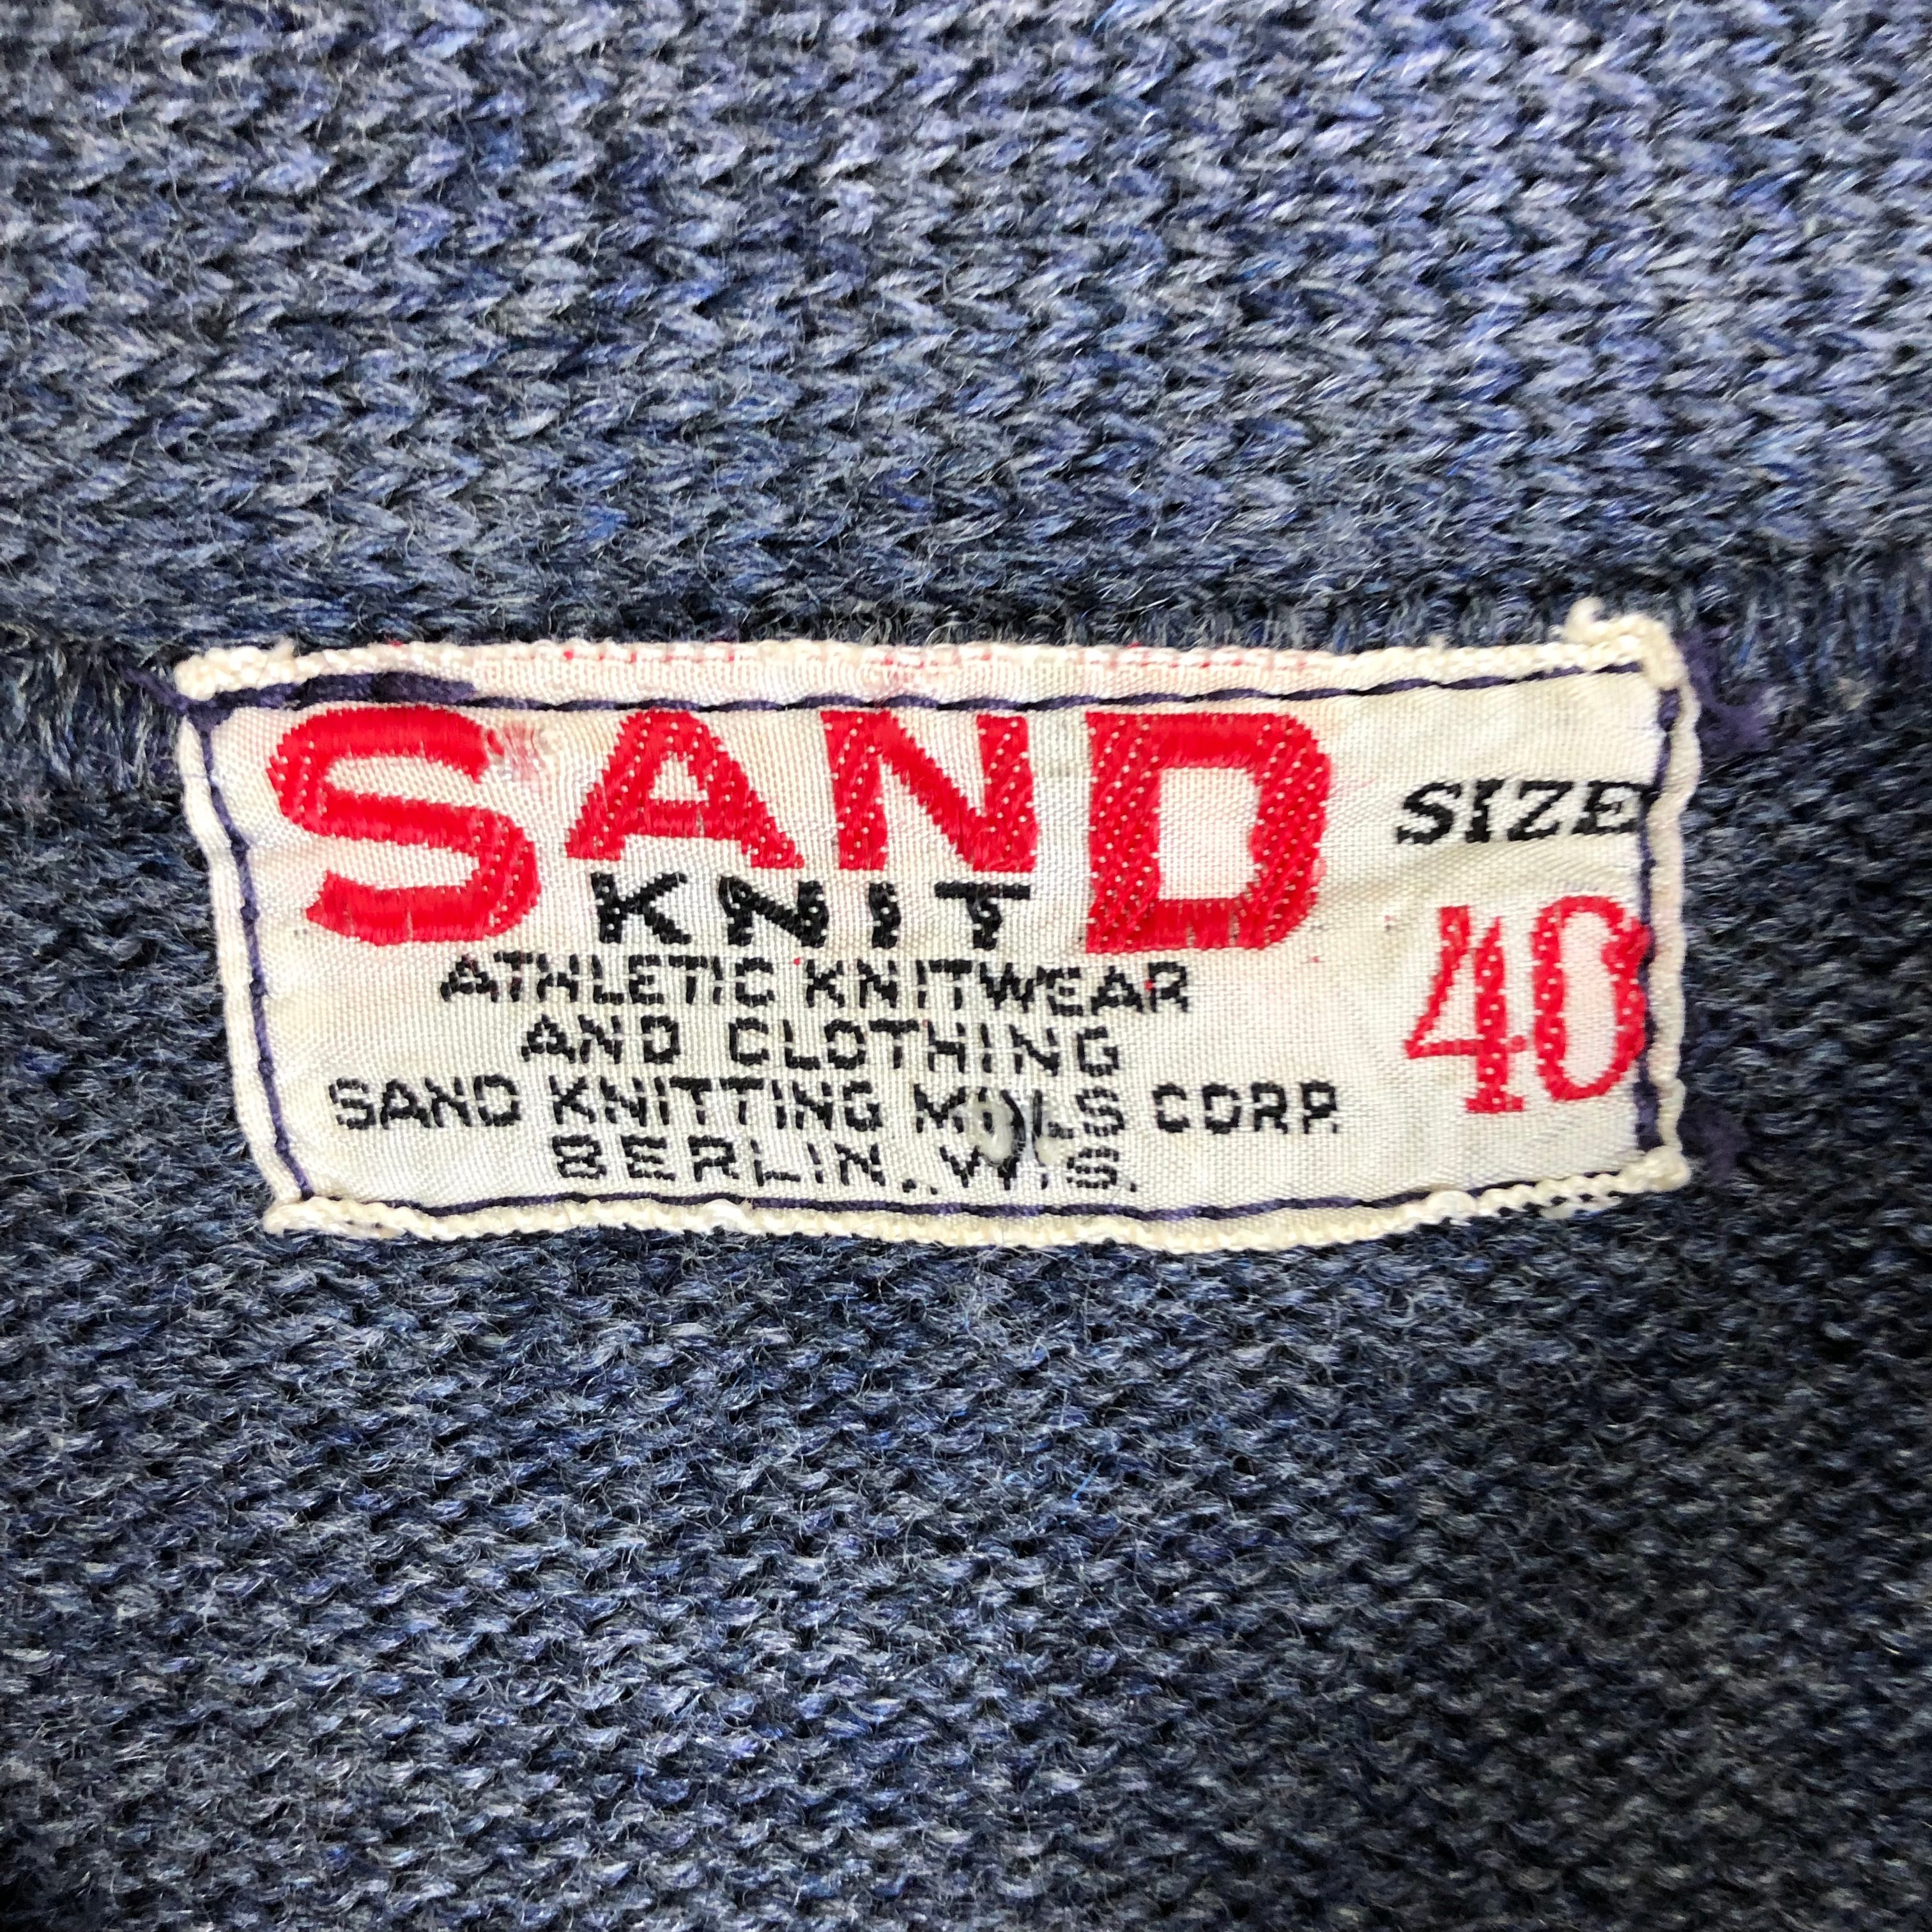 SAND
KNIT
ATHLETIC KNITWEAR
AND CLOTHING
SAND KNITTING MILLS CORP.
BERLIN, WIS.
SIZE
40